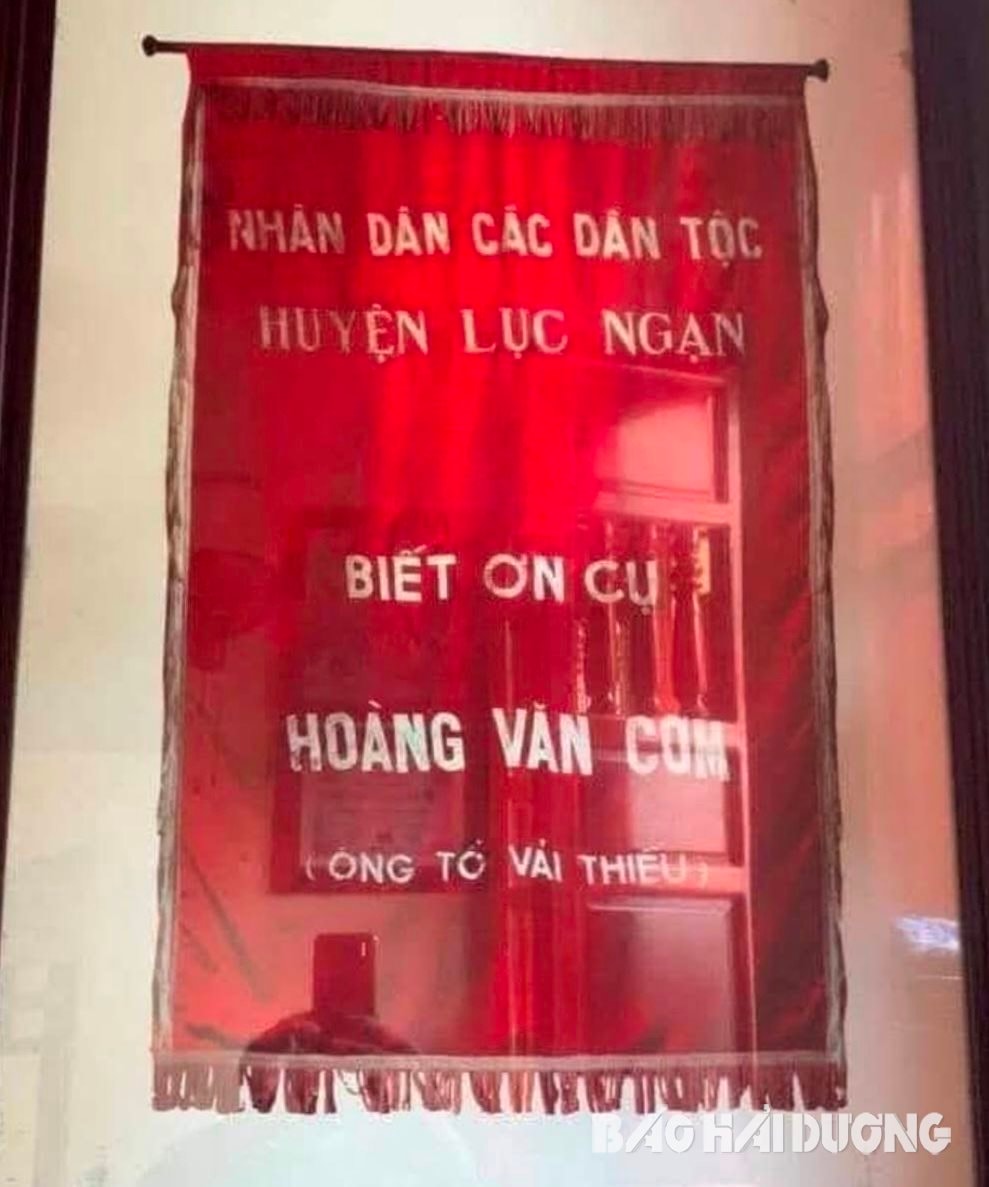 NHÂN DÂN CÁC DÂN TỘC
HUYỆN LỤC NGẠN
BIẾT ƠN CỤ
HOÀNG VĂN CƠM
(ÔNG TỔ VẢI THIỀU)
BÁO HẢI DƯƠNG